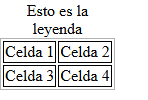 Esto es la
leyenda
Celda 1 Celda 2
Celda 3 Celda 4